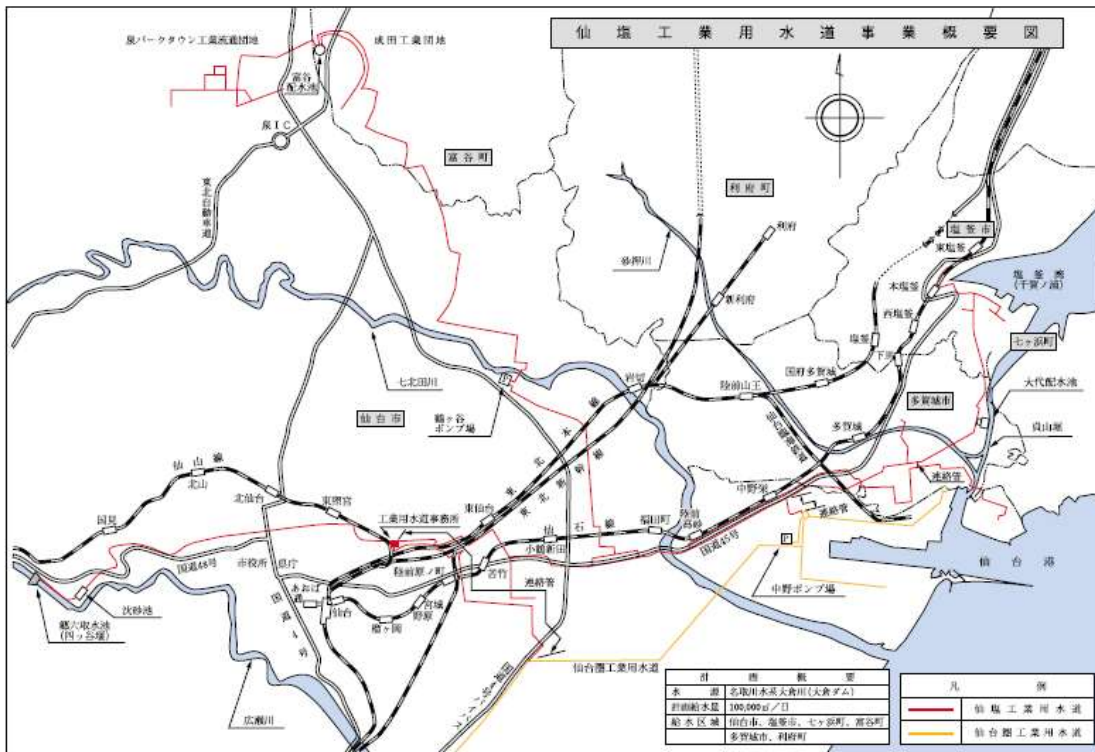 仙塩工業用水道事業概要図
泉パークタウン工業流通団地
成田工業団地
富谷
配水池
泉IC
東北自動車道
富谷町
利府町
砂押川
利府
新利府
塩釜市
東塩釜
本塩釜
西塩釜
塩釜
下馬
塩釜湾
(千賀ノ浦)
七ヶ浜町
大代配水池
貞山堀
七北田川
鶴ヶ谷
ポンプ場
仙台市
岩切
陸前山王
国府多賀城
多賀城市
多賀城
連絡管
東北本線
東北新幹線
仙山線
北山
国見
北仙台
東照宮
工業用水道事務所
東仙台
仙石線
小鶴新田
福田町
陸前
高砂
中野栄
国道45号
連絡管
仙台港
中野ポンプ場
P
P
国道48号
市役所
県庁
陸前原ノ町
苦竹
連絡管
あおば
通
仙台
榴ヶ岡
宮城
野原
国道4号
沈砂池
郷六取水池
(四ッ谷堰)
広瀬川
国道4号バイパス
仙台圏工業用水道
計画概要
水源 名取川水系大倉川(大倉ダム)
計画給水量 100,000㎥/日
給水区域 仙台市、塩釜市、七ヶ浜町、富谷町
多賀城市、利府町
凡例
仙塩工業用水道
仙台圏工業用水道